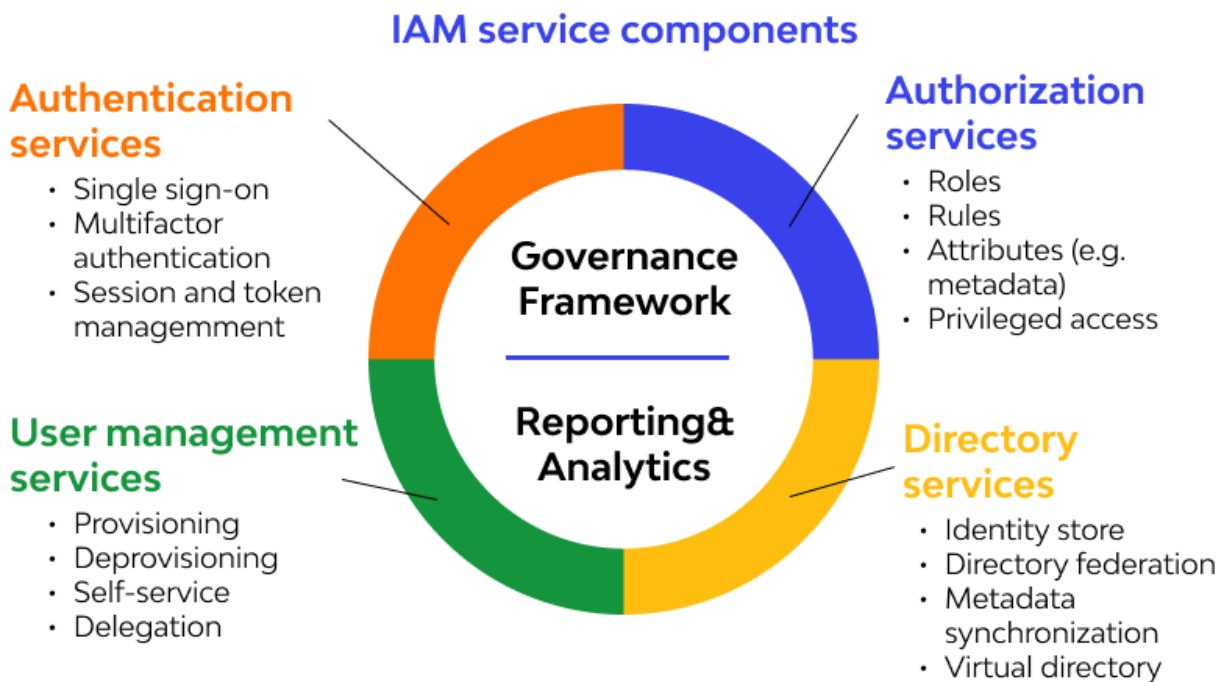 IAM service components
Authentication
services
• Single sign-on
• Multifactor
authentication
• Session and token
managemment
Authorization
services
• Roles
• Rules
• Attributes (e.g.
metadata)
• Privileged access
Governance
Framework
Reporting&
Analytics
User management
services
• Provisioning
• Deprovisioning
• Self-service
• Delegation
Directory
services
• Identity store
• Directory federation
• Metadada
synchronization
• Virtual directory